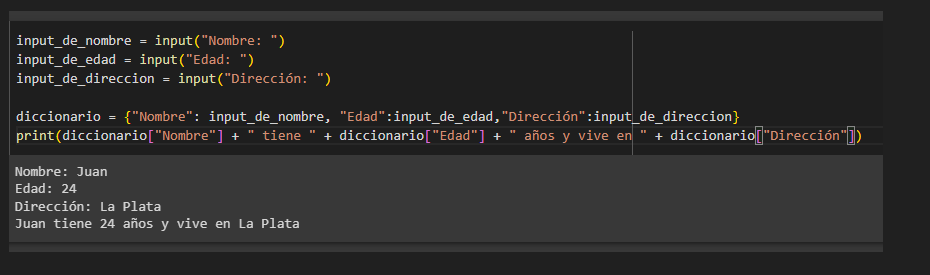 input_de_nombre = input("Nombre: ")
input_de_edad = input("Edad: ")
input_de_direccion = input("Dirección: ")
diccionario = {"Nombre": input_de_nombre, "Edad":input_de_edad,"Dirección":input_de_direccion}
print(diccionario["Nombre"] + " tiene " + diccionario["Edad"] + " años y vive en " + diccionario["Dirección"])
Nombre: Juan
Edad: 24
Dirección: La Plata
Juan tiene 24 años y vive en La Plata